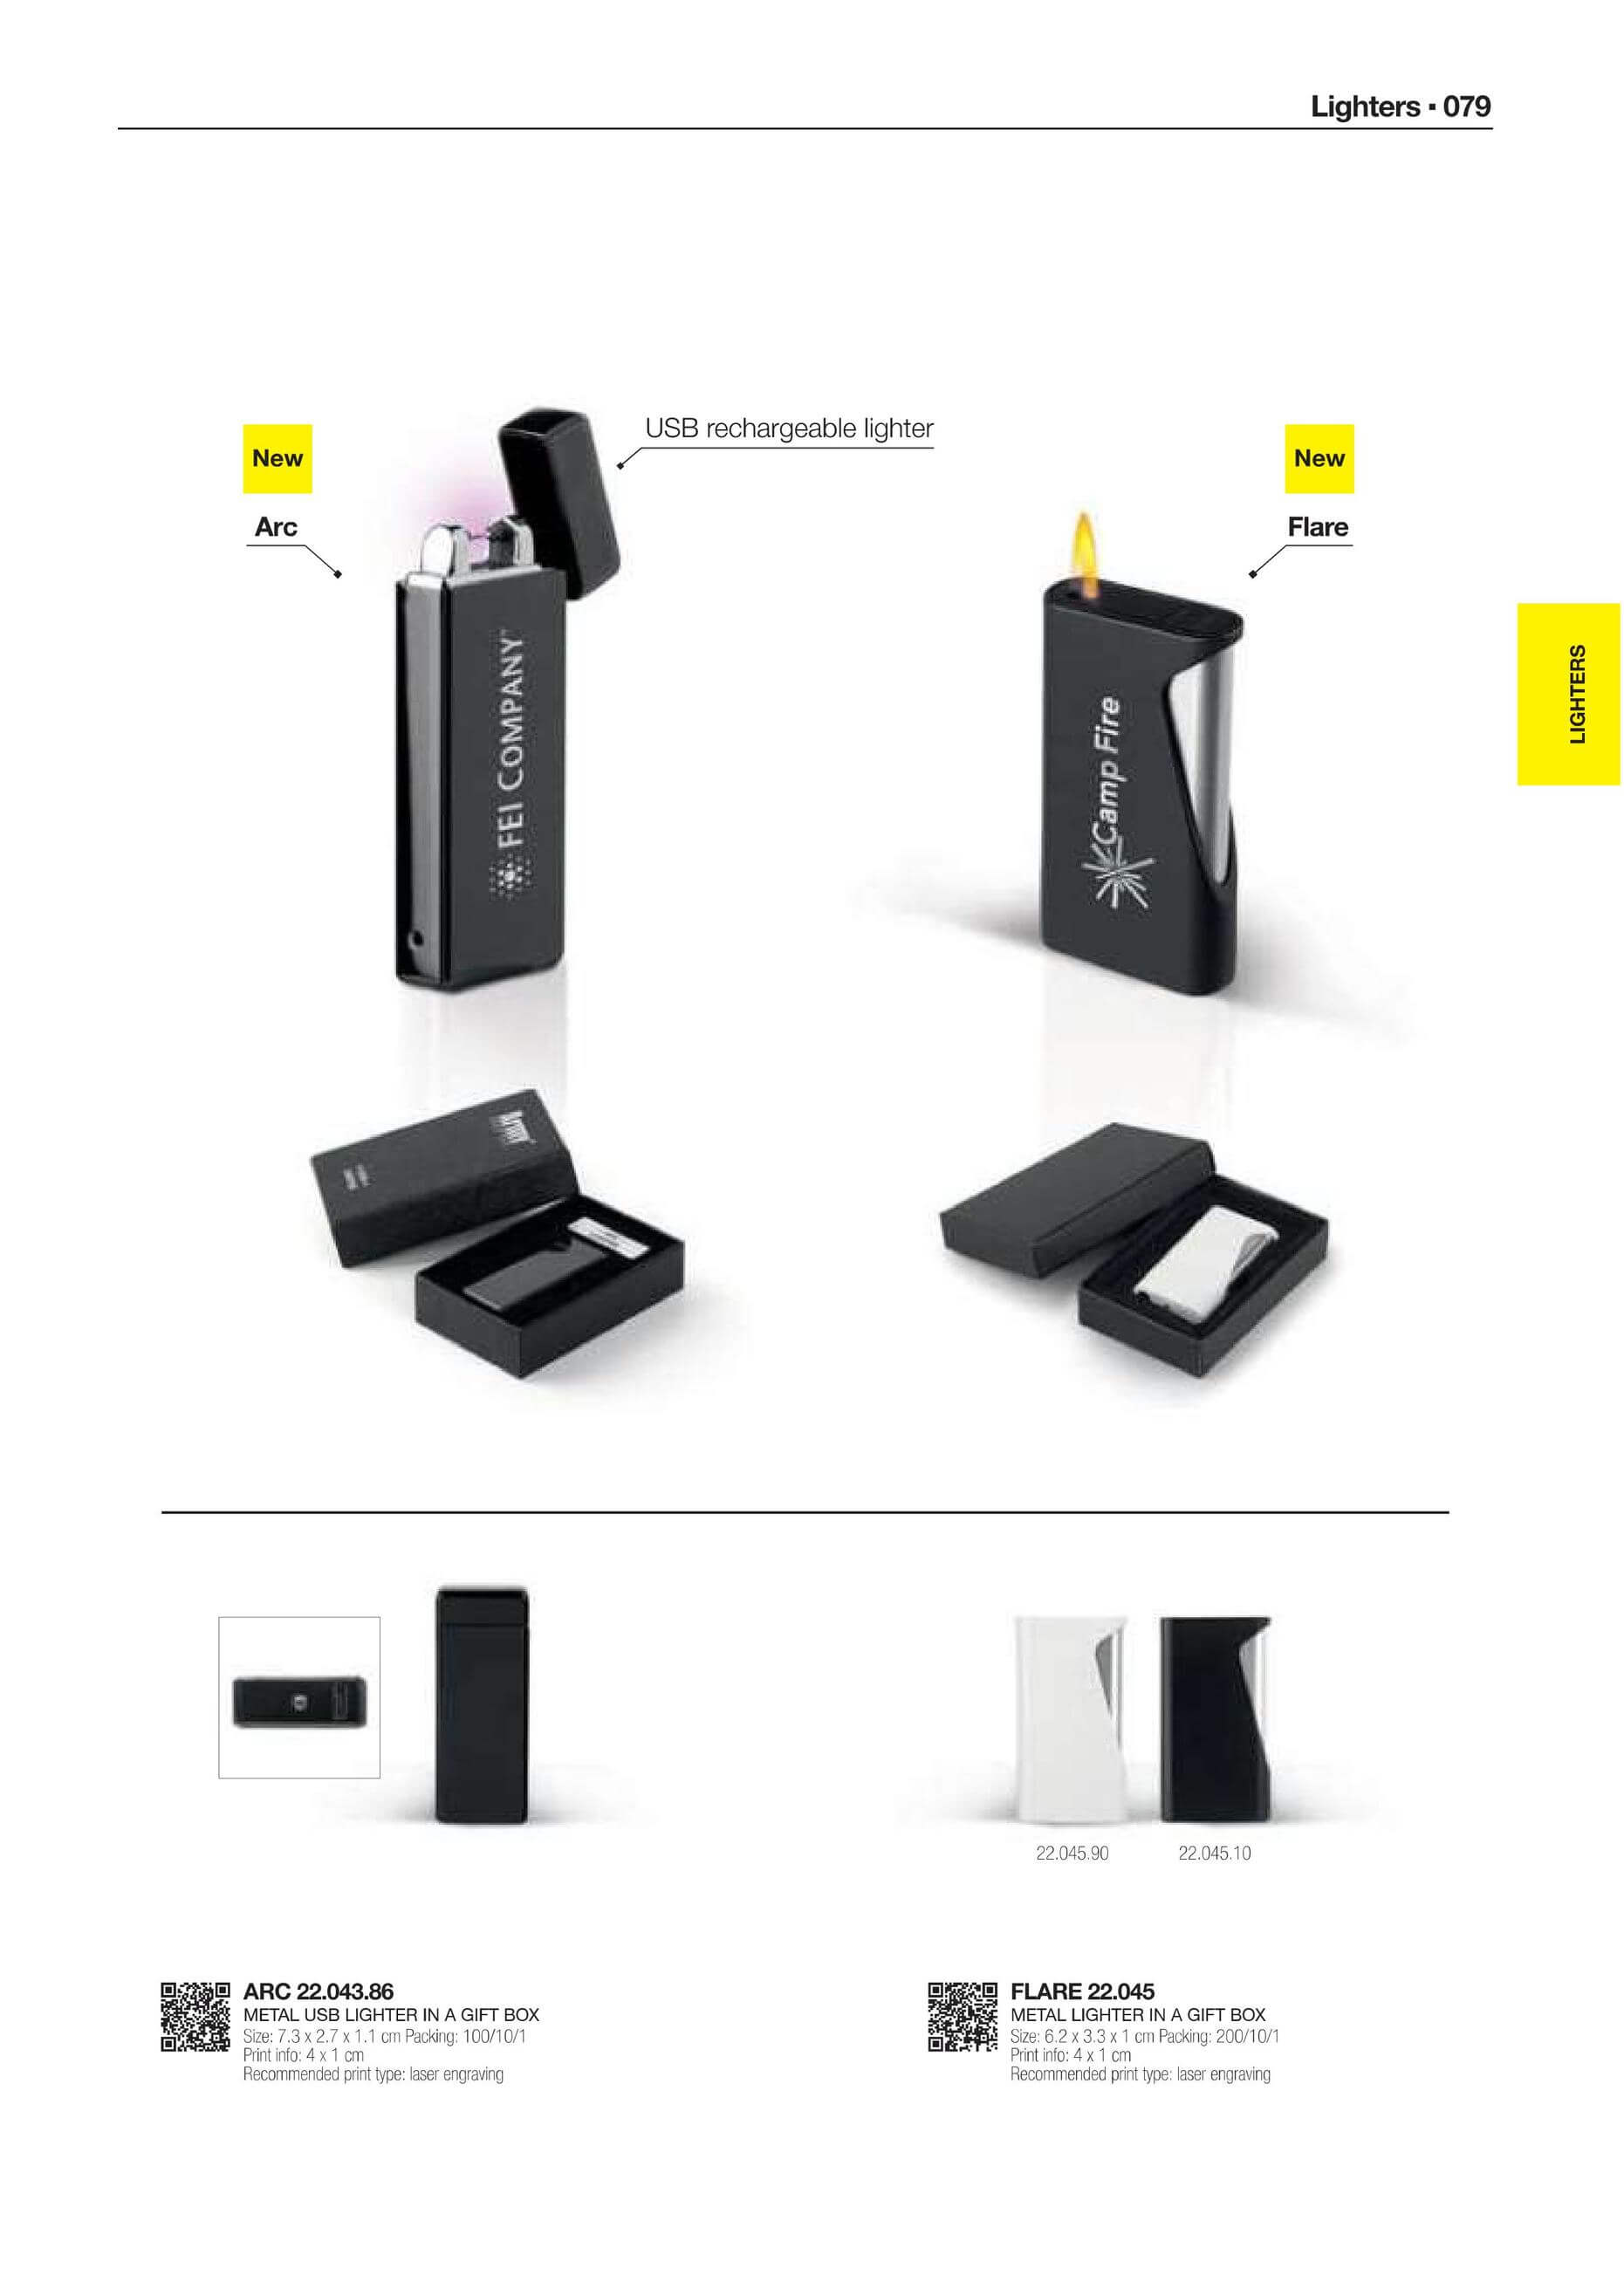 Lighters ▪ 079
USB rechargeable lighter
New
Arc
New
Flare
LIGHTERS
FEI COMPANY™
Camp Fire
22.045.90
22.045.10
ARC 22.043.86
METAL USB LIGHTER IN A GIFT BOX
Size: 7.3 x 2.7 x 1.1 cm Packing: 100/10/1
Print info: 4 x 1 cm
Recommended print type: laser engraving
FLARE 22.045
METAL LIGHTER IN A GIFT BOX
Size: 6.2 x 3.3 x 1 cm Packing: 200/10/1
Print info: 4 x 1 cm
Recommended print type: laser engraving